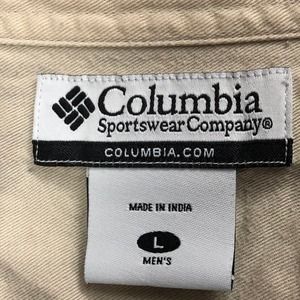 Columbia
Sportswear Company®
COLUMBIA.COM
MADE IN INDIA
L
MEN'S